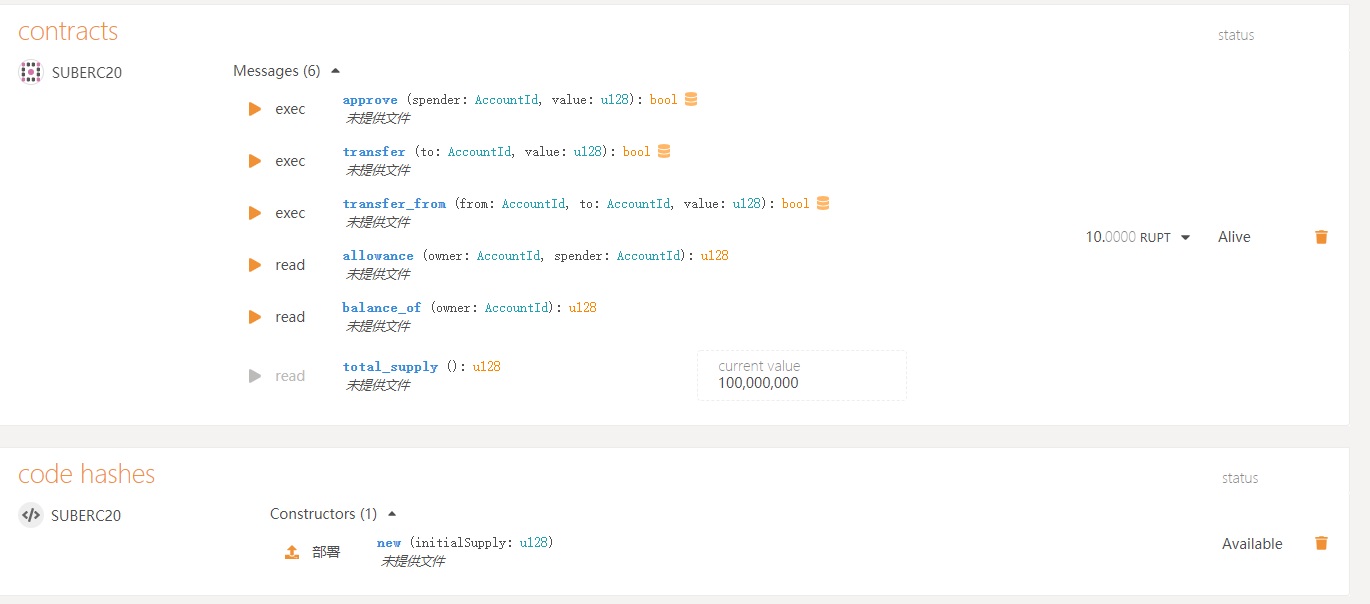 contracts
status
SUBERC20
Messages (6)
exec
approve (spender: AccountId, value: u128): bool
未提供文件
exec
transfer (to: AccountId, value: u128): bool
未提供文件
exec
transfer_from (from: AccountId, to: AccountId, value: u128): bool
未提供文件
10.0000 RUPT
Alive
read
allowance (owner: AccountId, spender: AccountId): u128
未提供文件
read
balance_of (owner: AccountId): u128
未提供文件
read
total_supply (): u128
未提供文件
current value
100,000,000
code hashes
status
SUBERC20
Constructors (1)
部署
new (initialSupply: u128)
未提供文件
Available